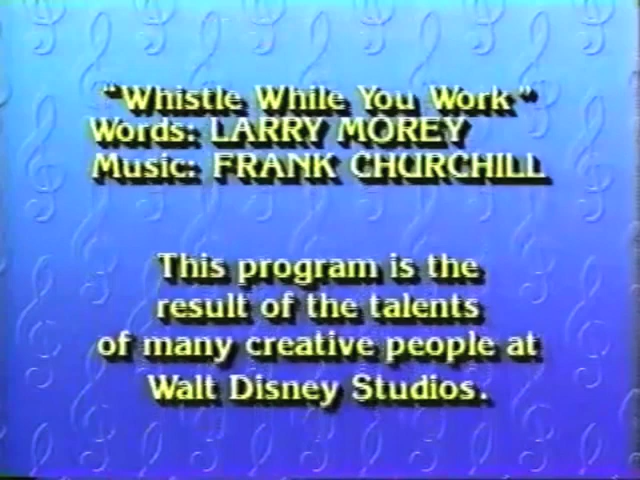 "Whistle While You Work"
Words: LARRY MOREY
Music: FRANK CHURCHILL
This program is the
result of the talents
of many creative people at
Walt Disney Studios.